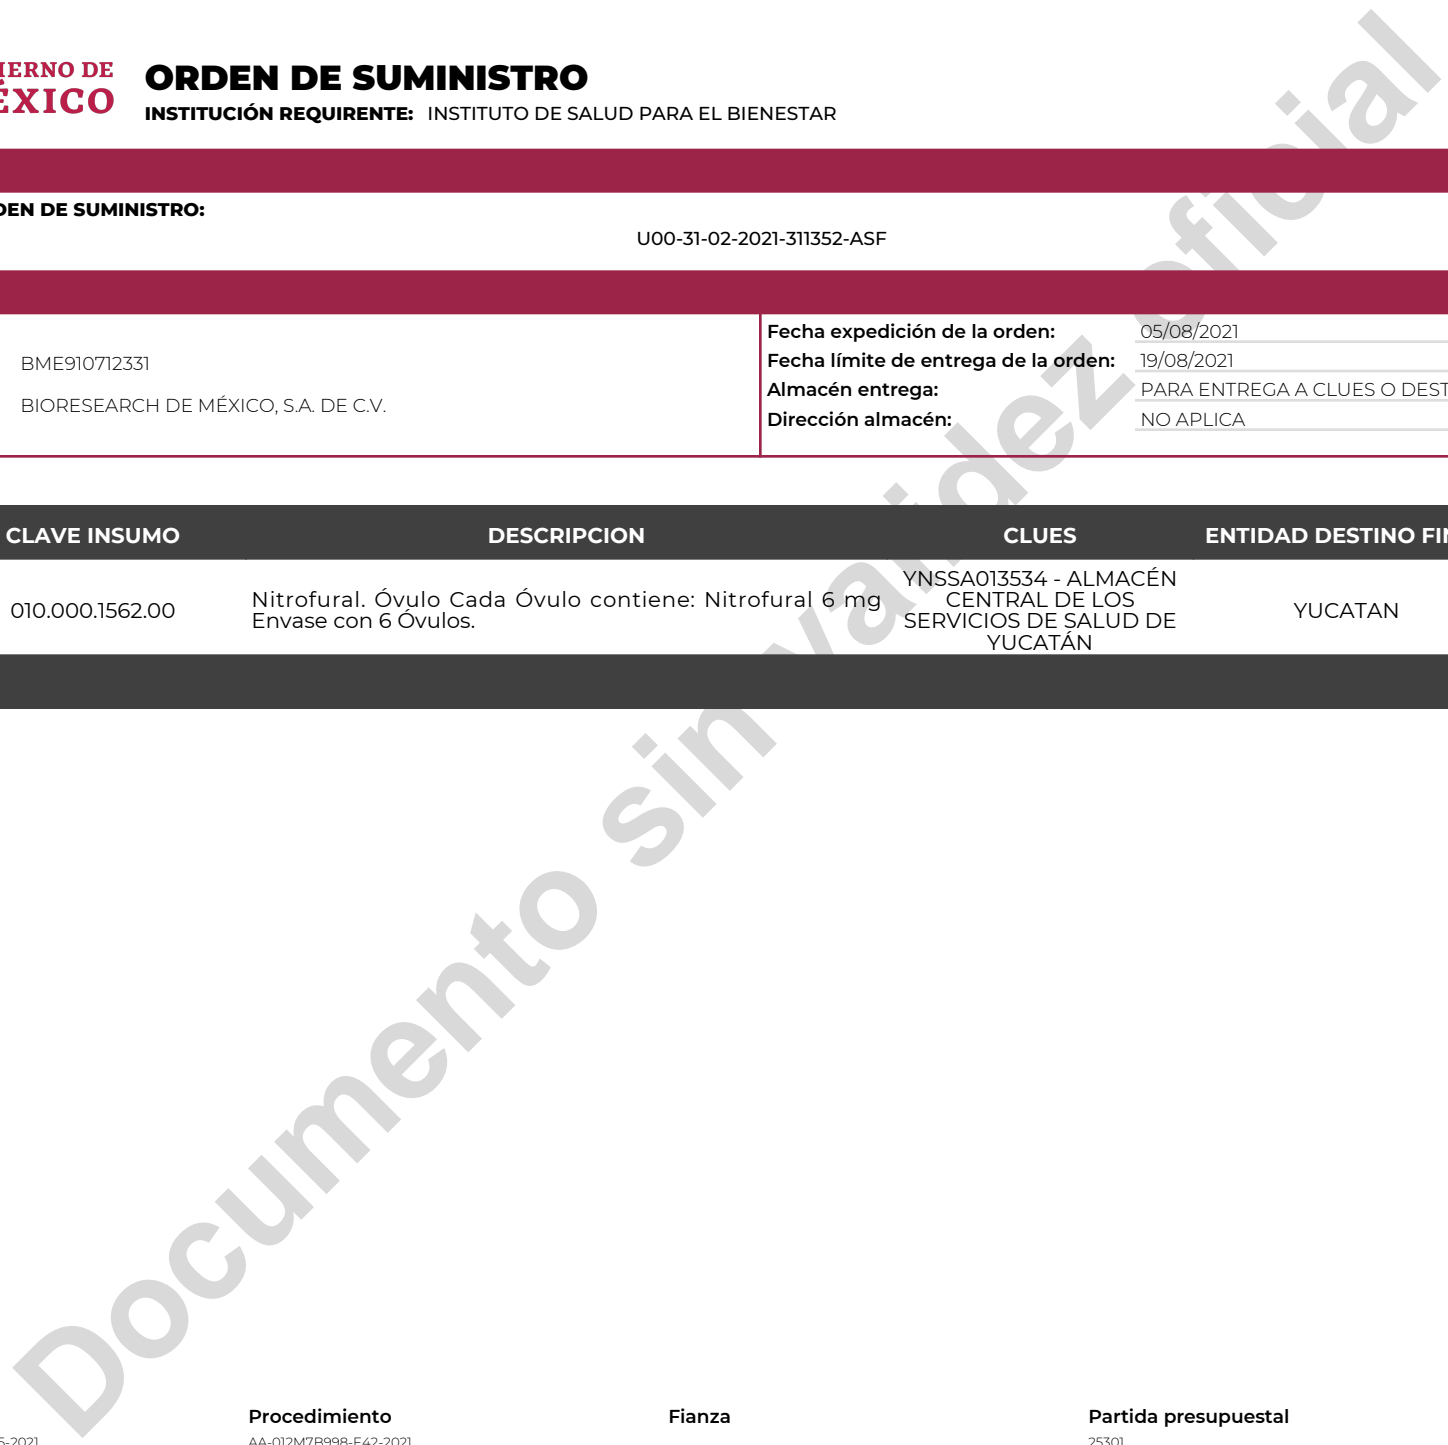 IERNO DE
ÉXICO
ORDEN DE SUMINISTRO
INSTITUCIÓN REQUIRENTE: INSTITUTO DE SALUD PARA EL BIENESTAR
DEN DE SUMINISTRO:
U00-31-02-2021-311352-ASF
BME910712331
BIORESEARCH DE MÉXICO, S.A. DE C.V.
Fecha expedición de la orden: 05/08/2021
Fecha límite de entrega de la orden: 19/08/2021
Almacén entrega: PARA ENTREGA A CLUES O DEST
Dirección almacén: NO APLICA
CLAVE INSUMO DESCRIPCION CLUES ENTIDAD DESTINO FIN
010.000.1562.00
Nitrofural. Óvulo Cada Óvulo contiene: Nitrofural 6 mg
Envase con 6 Óvulos.
YNSSA013534 - ALMACÉN
CENTRAL DE LOS
SERVICIOS DE SALUD DE
YUCATÁN
YUCATAN
Documento sin validez oficial
Procedimiento Fianza Partida presupuestal
5-2021 AA-012M7B998-E42-2021 25301